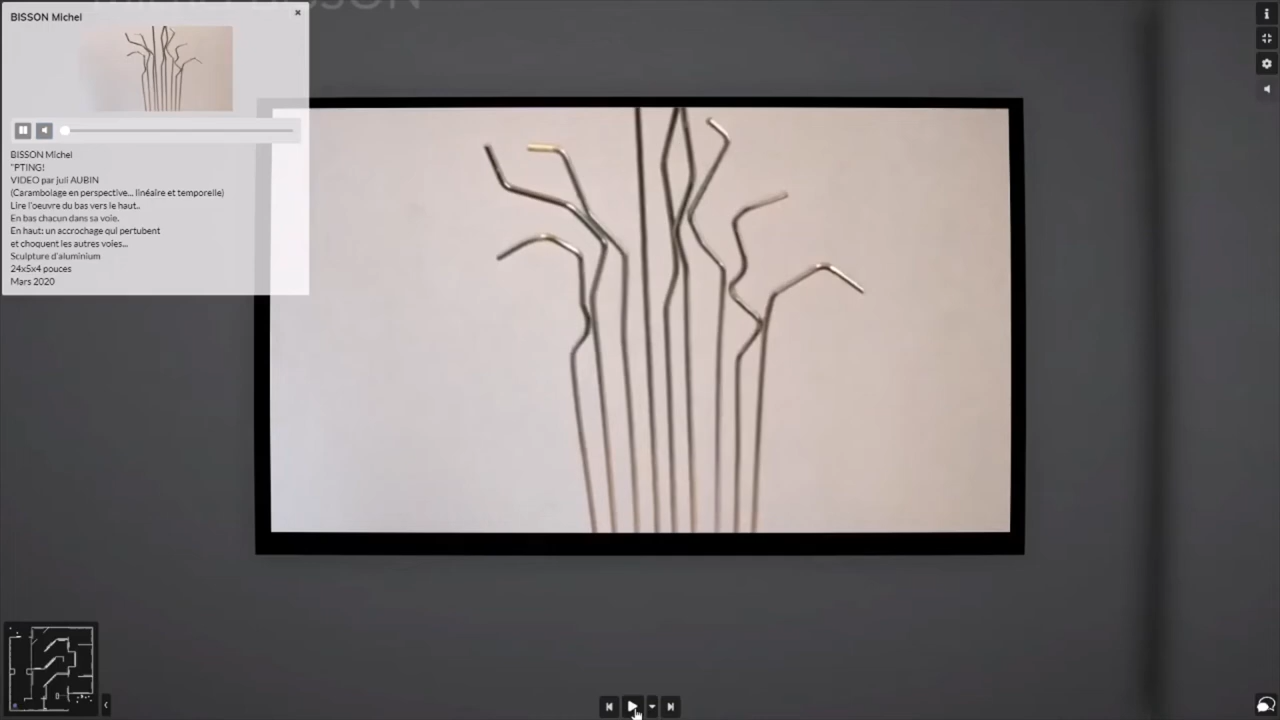 BISSON Michel
BISSON Michel
"PTING!
VIDEO par juli AUBIN
(Carambolage en perspective... linéaire et temporelle)
Lire l'oeuvre du bas vers le haut..
En bas chacun dans sa voie.
En haut: un accrochage qui pertubent
et choquent les autres voies...
Sculpture d'aluminium
24x5x4 pouces
Mars 2020